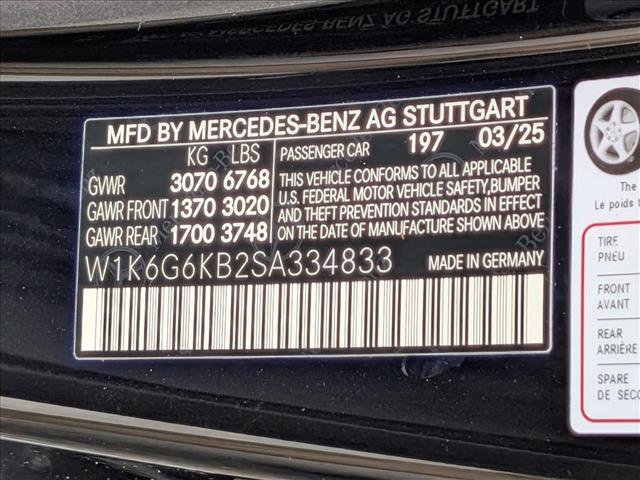 MERCEDES-BENZ AG STUTTGART
MFD BY MERCEDES-BENZ AG STUTTGART
KG LBS PASSENGER CAR 197 03/25
GVWR 3070 6768
GAWR FRONT 1370 3020
GAWR REAR 1700 3748
THIS VEHICLE CONFORMS TO ALL APPLICABLE
U.S. FEDERAL MOTOR VEHICLE SAFETY,BUMPER
AND THEFT PREVENTION STANDARDS IN EFFECT
ON THE DATE OF MANUFACTURE SHOWN ABOVE
W1K6G6KB2SA334833 MADE IN GERMANY
The
Le poids t
TIRE
PNEU
FRONT
AVANT
REAR
ARRIÈRE
SPARE
DE SECO